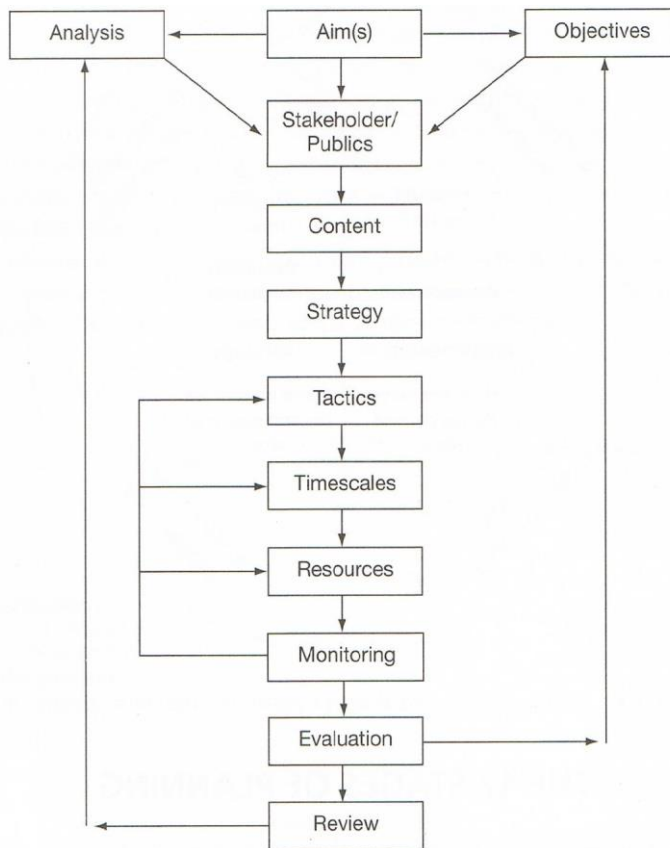 Analysis
Aim(s)
Objectives
Stakeholder/
Publics
Content
Strategy
Tactics
Timescales
Resources
Monitoring
Evaluation
Review